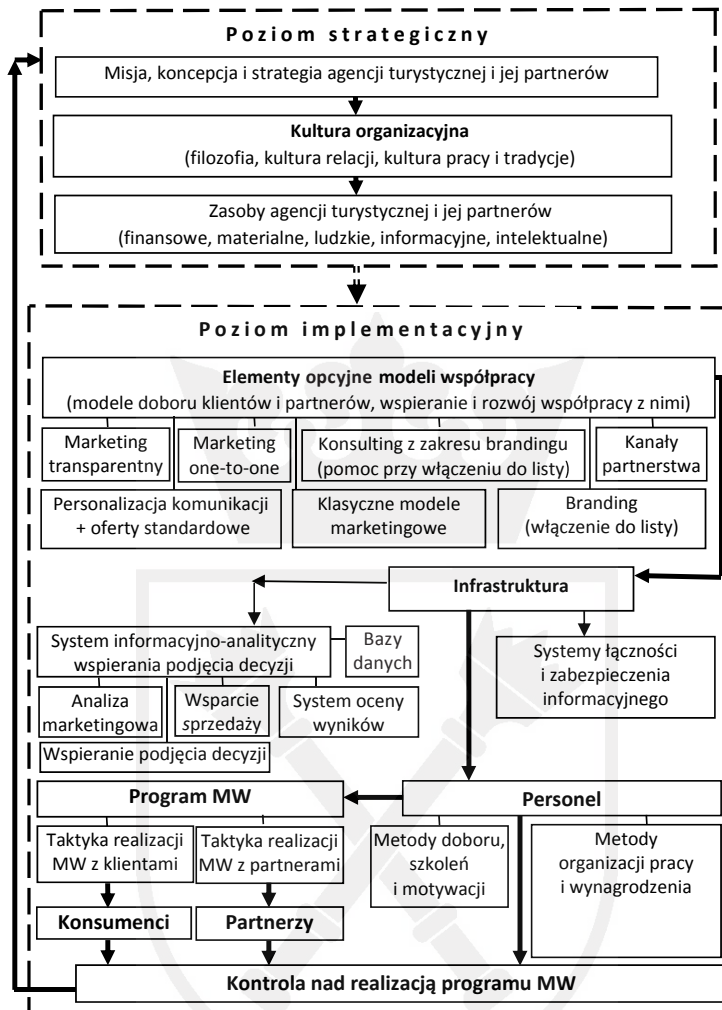 Poziom strategiczny
Misja, koncepcja i strategia agencji turystycznej i jej partnerów
Kultura organizacyjna
(filozofia, kultura relacji, kultura pracy i tradycje)
Zasoby agencji turystycznej i jej partnerów
(finansowe, materialne, ludzkie, informacyjne, intelektualne)
Poziom implementacyjny
Elementy opcyjne modeli współpracy
(modele doboru klientów i partnerów, wspieranie i rozwój współpracy z nimi)
Marketing
transparentny
Marketing
one-to-one
Konsulting z zakresu brandingu
(pomoc przy włączeniu do listy)
Kanały
partnerstwa
Personalizacja komunikacji
+ oferty standardowe
Klasyczne modele
marketingowe
Branding
(włączenie do listy)
Infrastruktura
System informacyjno-analityczny
wspierania podjęcia decyzji
Bazy
danych
Systemy łączności
i zabezpieczenia
informacyjnego
Analiza
marketingowa
Wsparcie
sprzedaży
System oceny
wyników
Wspieranie podjęcia decyzji
Program MW
Personel
Taktyka realizacji
MW z klientami
Taktyka realizacji
MW z partnerami
Metody doboru,
szkoleń
i motywacji
Metody
organizacji pracy
i wynagrodzenia
Konsumenci
Partnerzy
Kontrola nad realizacją programu MW